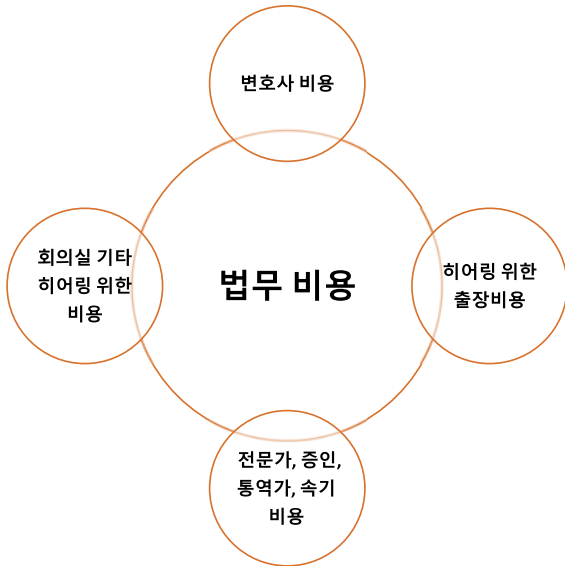 변호사 비용
회의실 기타
히어링 위한
비용
법무 비용
히어링 위한
출장비용
전문가, 증인,
통역가, 속기
비용